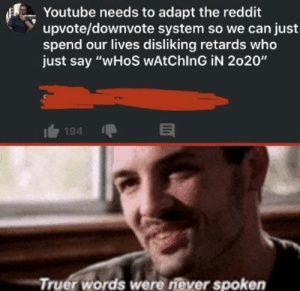 Youtube needs to adapt the reddit
upvote/downvote system so we can just
spend our lives disliking retards who
just say "wHoS wAtChInG iN 2o20"
194
Truer words were never spoken